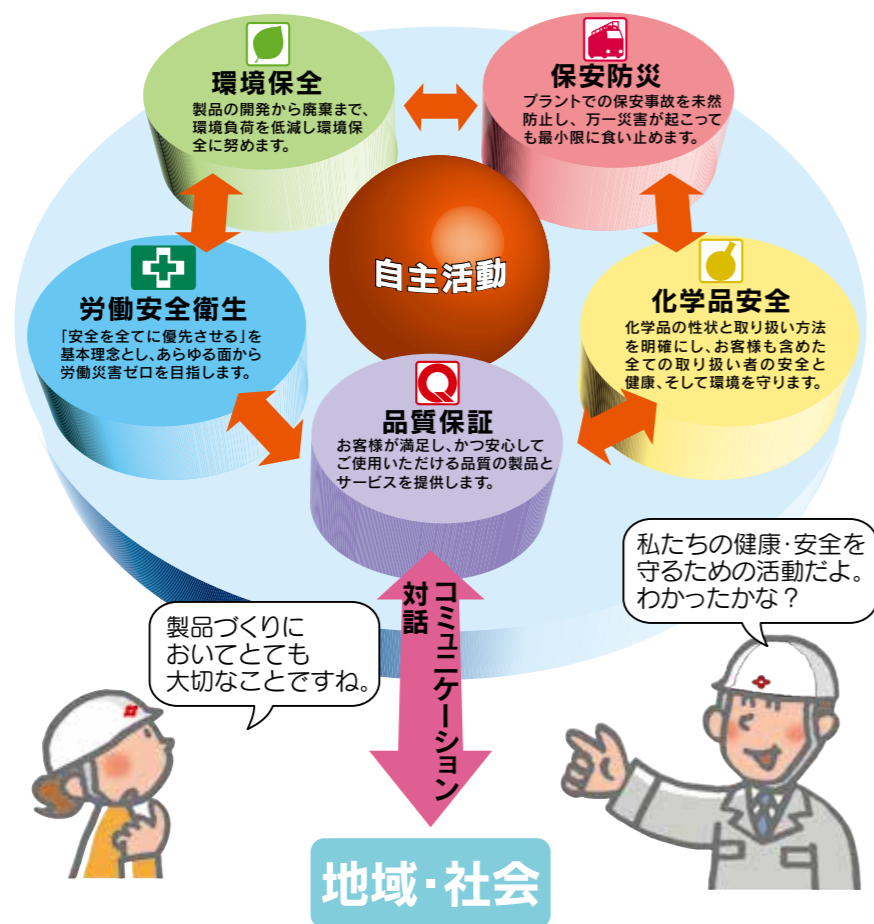 環境保全
製品の開発から廃棄まで、
環境負荷を低減し環境保
全に努めます。
保安防災
プラントでの保安事故を未然
防止し、万一災害が起こって
も最小限に食い止めます。
自主活動
労働安全衛生
「安全を全てに優先させる」を
基本理念とし、あらゆる面から
労働災害ゼロを目指します。
化学品安全
化学品の性状と取り扱い方法
を明確にし、お客様も含めた
全ての取り扱い者の安全と
健康、そして環境を守ります。
品質保証
お客様が満足し、かつ安心して
ご使用いただける品質の製品と
サービスを提供します。
コミュニケーション
対話
私たちの健康・安全を
守るための活動だよ。
わかったかな？
製品づくりに
おいてとても
大切なことですね。
地域・社会